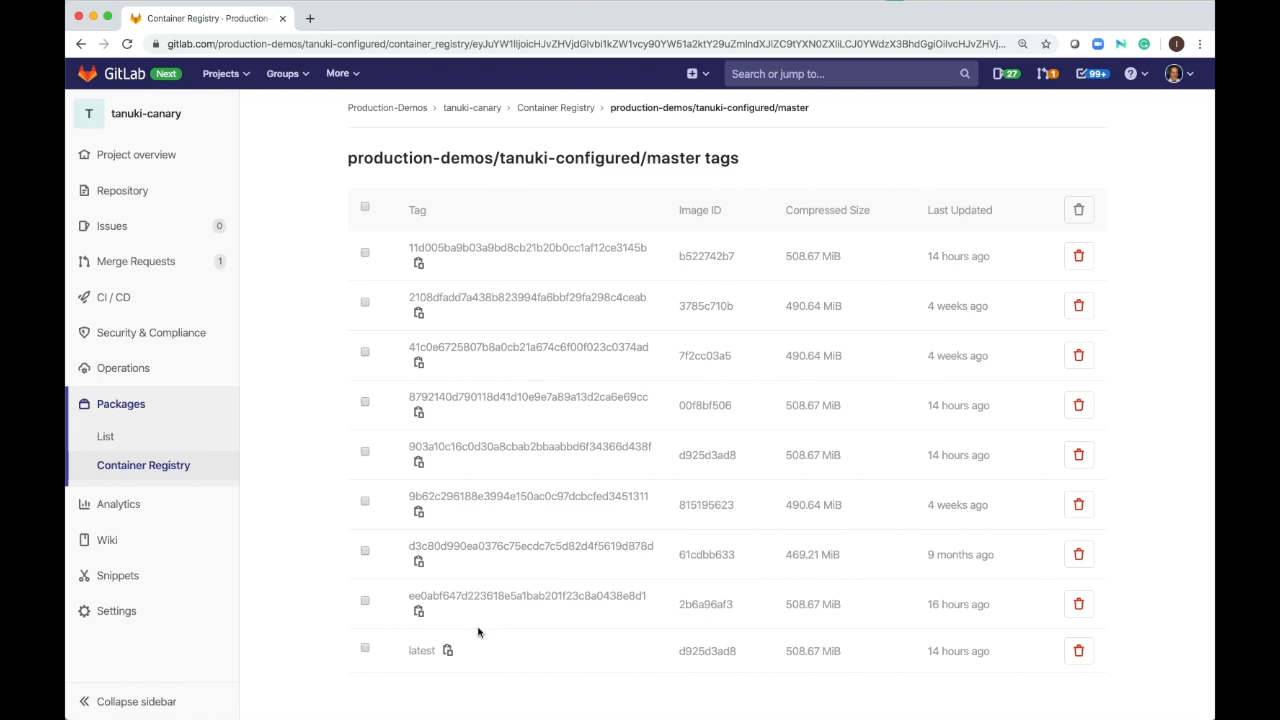 Container Registry · Production-
gitlab.com/production-demos/tanuki-configured/container_registry/
GitLab Next Projects Groups More Search or jump to... 27 1 99+
T tanuki-canary
Project overview
Repository
Issues 0
Merge Requests 1
CI / CD
Security & Compliance
Operations
Packages
List
Container Registry
Analytics
Wiki
Snippets
Settings
Collapse sidebar
Production-Demos › tanuki-canary › Container Registry › production-demos/tanuki-configured/master
production-demos/tanuki-configured/master tags
Tag Image ID Compressed Size Last Updated
11d005ba9b03a9bd8cb21b20b0cc1af12ce3145b b522742b7 508.67 MiB 14 hours ago
2108dfadd7a438b823994fa6bbf29fa298c4ceab 3785c710b 490.64 MiB 4 weeks ago
41c0e6725807b8a0cb21a674c6f00f023c0374ad 7f2cc03a5 490.64 MiB 4 weeks ago
8792140d790118d41d10e9e7a89a13d2ca6e69cc 00f8bf506 508.67 MiB 14 hours ago
903a10c16c0d30a8cbab2bbaabbd6f34366d438f d925d3ad8 508.67 MiB 14 hours ago
9b62c296188e3994e150ac0c97dcbcfed3451311 815195623 490.64 MiB 4 weeks ago
d3c80d990ea0376c75ecdc7c5d82d4f5619d878d 61cdbb633 469.21 MiB 9 months ago
ee0abf647d223618e5a1bab201f23c8a0438e8d1 2b6a96af3 508.67 MiB 16 hours ago
latest d925d3ad8 508.67 MiB 14 hours ago